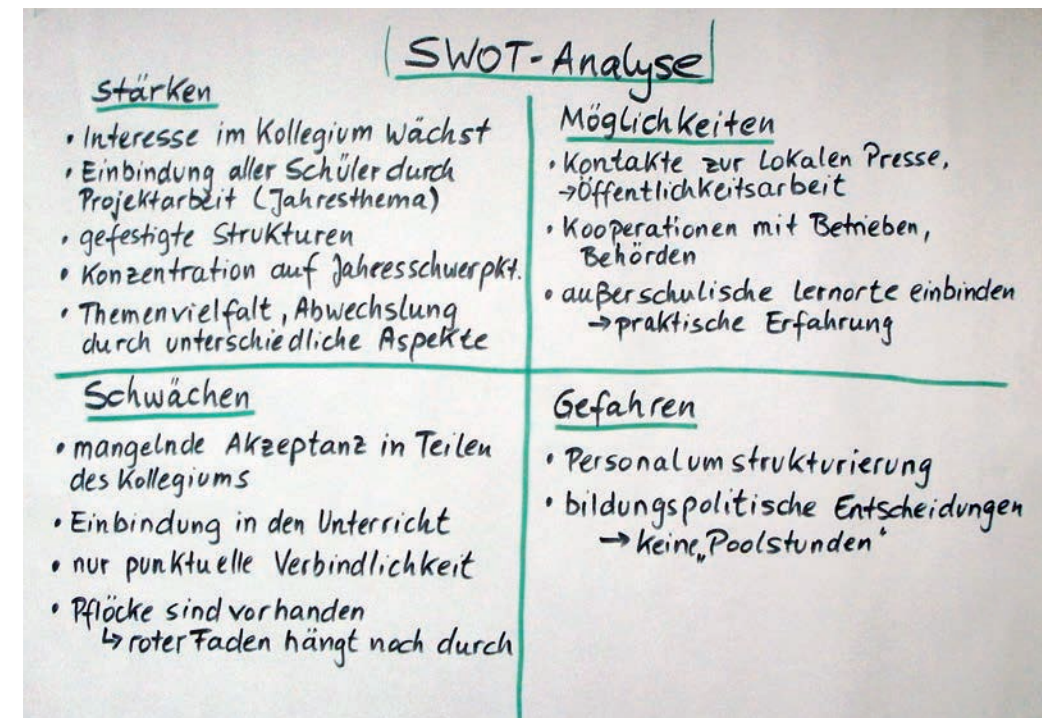 SWOT-Analyse
Stärken
• Interesse im Kollegium wächst
• Einbindung aller Schüler durch
Projektarbeit (Jahresthema)
• gefestigte Strukturen
• Konzentration auf Jahresschwerpkt.
• Themenvielfalt, Abwechslung
durch unterschiedliche Aspekte
Möglichkeiten
• Kontakte zur Lokalen Presse,
→Öffentlichkeitsarbeit
• Kooperationen mit Betrieben,
Behörden
• außerschulische Lernorte einbinden
→praktische Erfahrung
Schwächen
• mangelnde Akzeptanz in Teilen
des Kollegiums
• Einbindung in den Unterricht
• nur punktuelle Verbindlichkeit
• Pflöcke sind vorhanden
↳ roter Faden hängt noch durch
Gefahren
• Personalumstrukturierung
• bildungspolitische Entscheidungen
→ keine „Poolstunden“